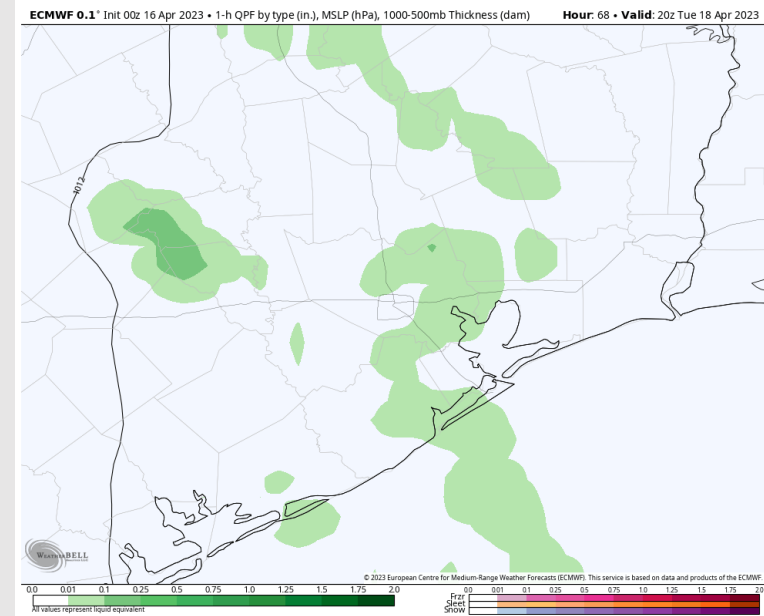 ECMWF 0.1° Init 00z 16 Apr 2023 • 1-h QPF by type (in.), MSLP (hPa), 1000-500mb Thickness (dam) Hour: 68 • Valid: 20z Tue 18 Apr 2023
1012
WeatherBELL
© 2023 European Centre for Medium-Range Weather Forecasts (ECMWF). This service is based on data and products of the ECMWF.
0.0 0.01 0.1 0.25 0.5 0.75 1.0 1.25 1.5 1.75 2.0
All values represent liquid equivalent
0.0 0.01 0.1 0.25 0.5 0.75 1.0 1.25 1.5 1.75 2.0
Frzr
Sleet
Snow